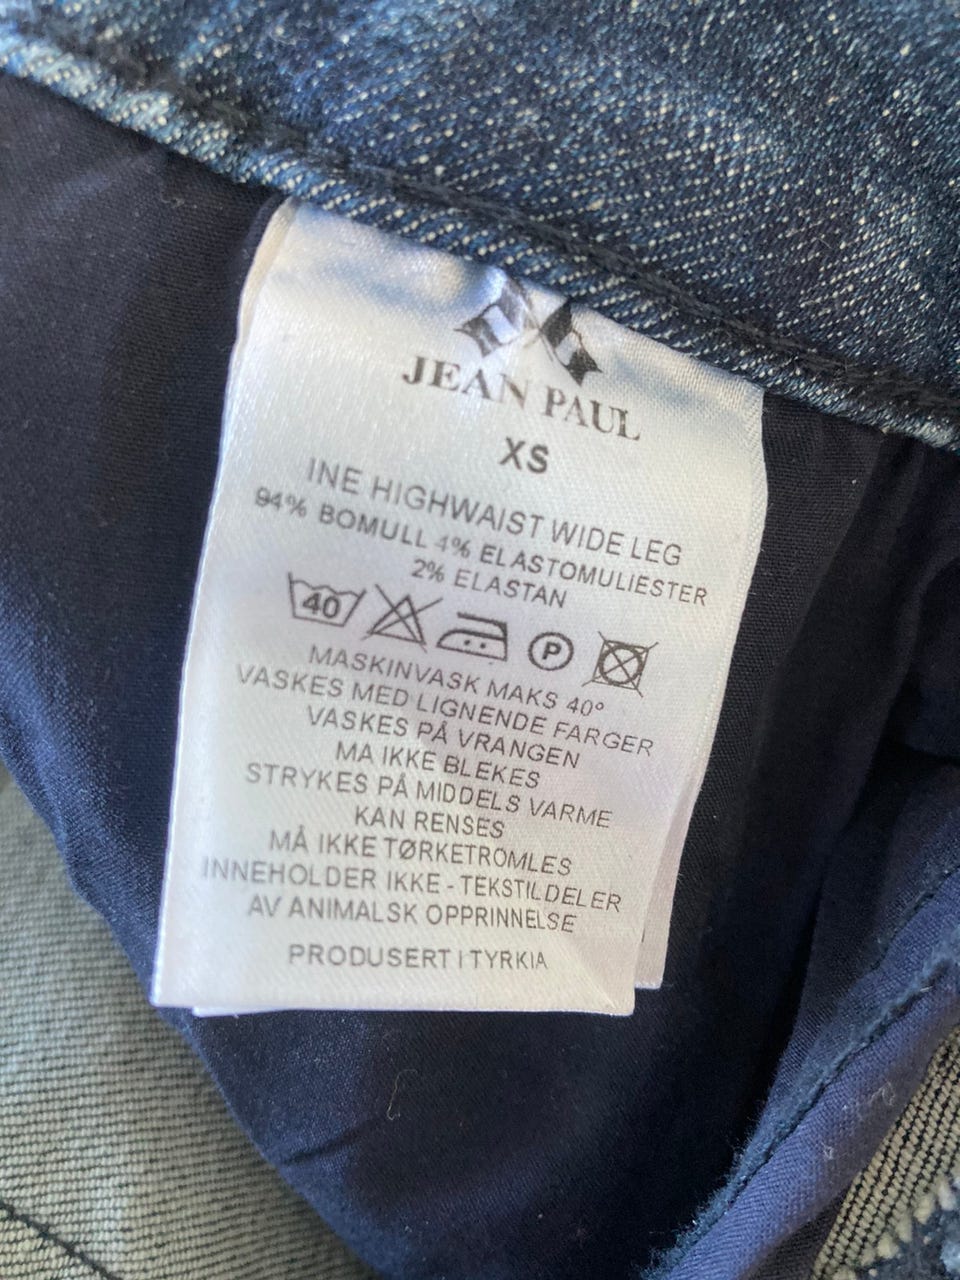 JEAN PAUL
XS
INE HIGHWAIST WIDE LEG
94% BOMULL 4% ELASTOMULIESTER
2% ELASTAN
40
P
MASKINVASK MAKS 40°
VASKES MED LIGNENDE FARGER
VASKES PÅ VRANGEN
MA IKKE BLEKES
STRYKES PÅ MIDDELS VARME
KAN RENSES
MÅ IKKE TØRKETROMLES
INNEHOLDER IKKE - TEKSTILDELER
AV ANIMALSK OPPRINNELSE
PRODUSERT I TYRKIA